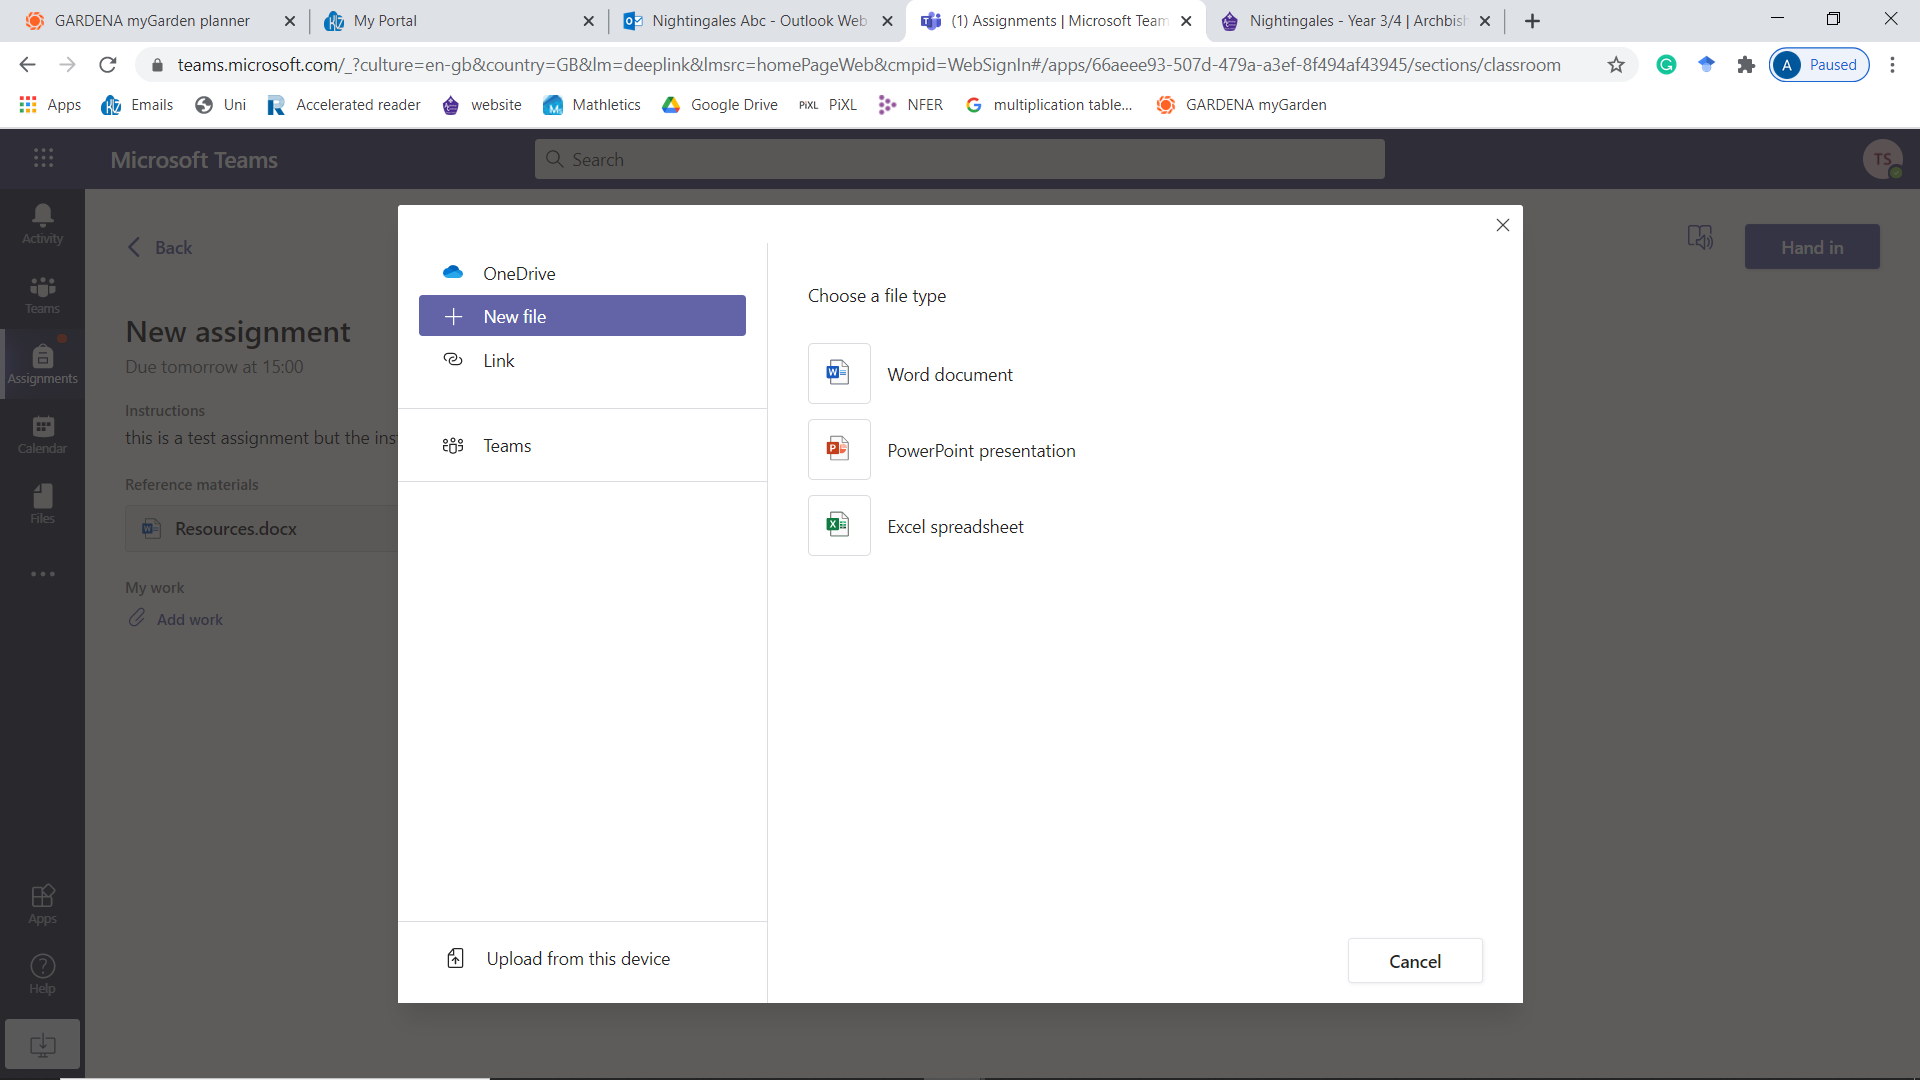 GARDENA myGarden planner
My Portal
Nightingales Abc - Outlook Web
(1) Assignments | Microsoft Team
Nightingales - Year 3/4 | Archbish
teams.microsoft.com/_?culture=en-gb&country=GB&lm=deeplink&lmsrc=homePageWeb&cmpid=WebSignIn#/apps/66aeee93-507d-479a-a3ef-8f494af43945/sections/classroom
A Paused
Apps Emails Uni Accelerated reader website Mathletics Google Drive PiXL PiXL NFER multiplication table... GARDENA myGarden
Microsoft Teams
Search
TS
Activity
Teams
Assignments
Calendar
Files
Apps
Help
Back
Hand in
New assignment
Due tomorrow at 15:00
Instructions
this is a test assignment but the ins
Reference materials
Resources.docx
My work
Add work
OneDrive
New file
Link
Teams
Upload from this device
Choose a file type
Word document
PowerPoint presentation
Excel spreadsheet
Cancel